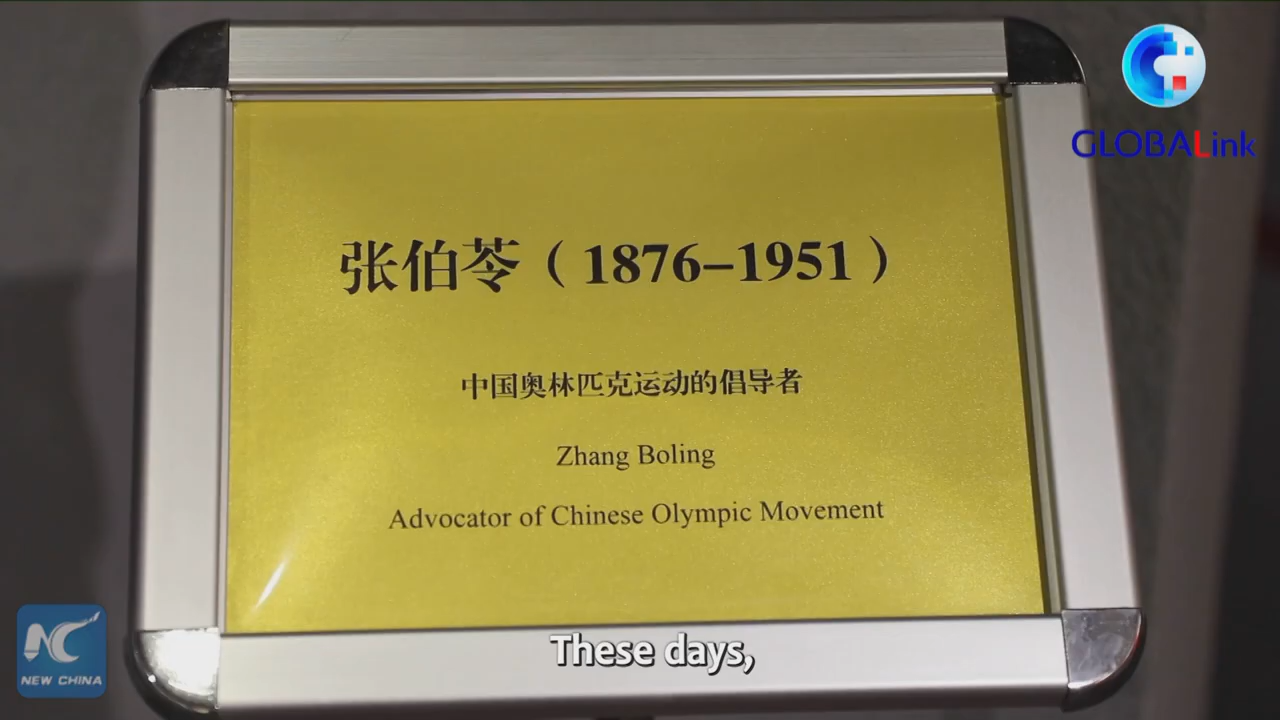 GLOBALink
张伯苓（1876-1951）
中国奥林匹克运动的倡导者
Zhang Boling
Advocator of Chinese Olympic Movement
These days,
NC
NEW CHINA